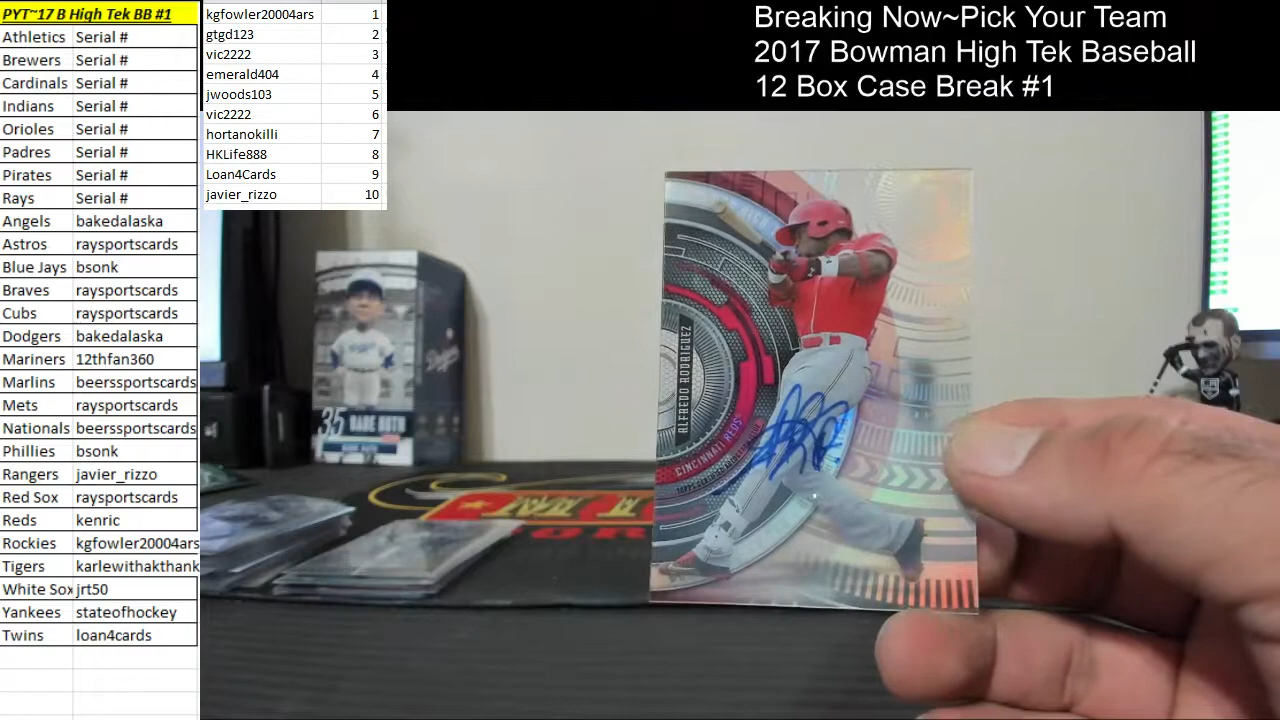 PYT~17 B High Tek BB #1
Athletics Serial #
Brewers Serial #
Cardinals Serial #
Indians Serial #
Orioles Serial #
Padres Serial #
Pirates Serial #
Rays Serial #
Angels bakedalaska
Astros raysportscards
Blue Jays bsonk
Braves raysportscards
Cubs raysportscards
Dodgers bakedalaska
Mariners 12thfan360
Marlins beerssportscards
Mets raysportscards
Nationals beerssportscards
Phillies bsonk
Rangers javier_rizzo
Red Sox raysportscards
Reds kenric
Rockies kgfowler20004ars
Tigers karlewithakthank
White Sox jrt50
Yankees stateofhockey
Twins loan4cards
kgfowler20004ars 1
gtgd123 2
vic2222 3
emerald404 4
jwoods103 5
vic2222 6
hortanokilli 7
HKLife888 8
Loan4Cards 9
javier_rizzo 10
Breaking Now~Pick Your Team
2017 Bowman High Tek Baseball
12 Box Case Break #1
35 BABE RUTH
BABE RUTH
Dodgers
ALFREDO RODRIGUEZ
CINCINNATI REDS